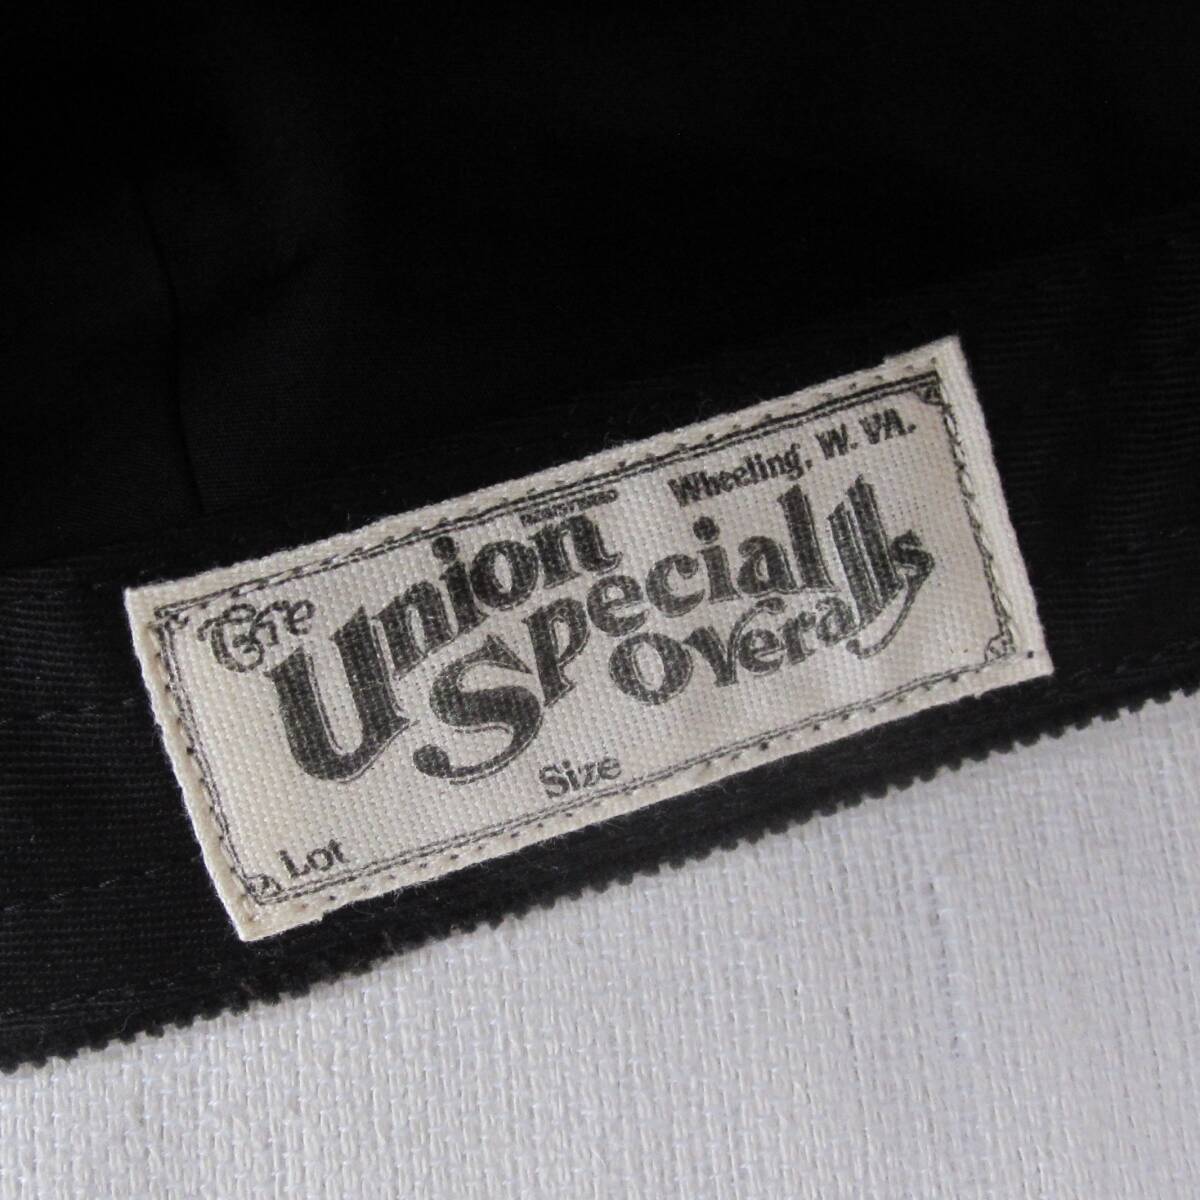 Wheeling, W. VA.
The
Union
Special
Overalls
Size
Lot